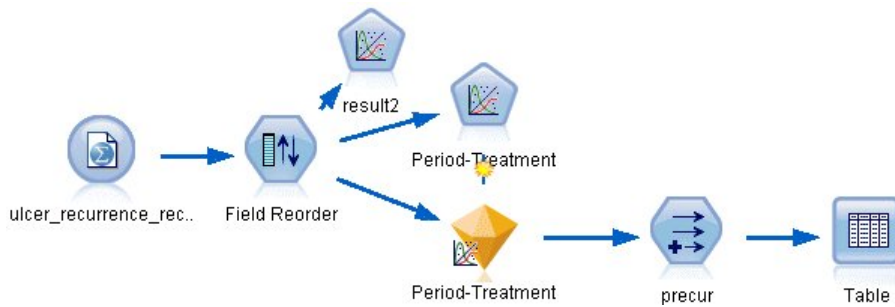 result2
Period-Treatment
ulcer_recurrence_rec..
Field Reorder
Period-Treatment
precur
Table